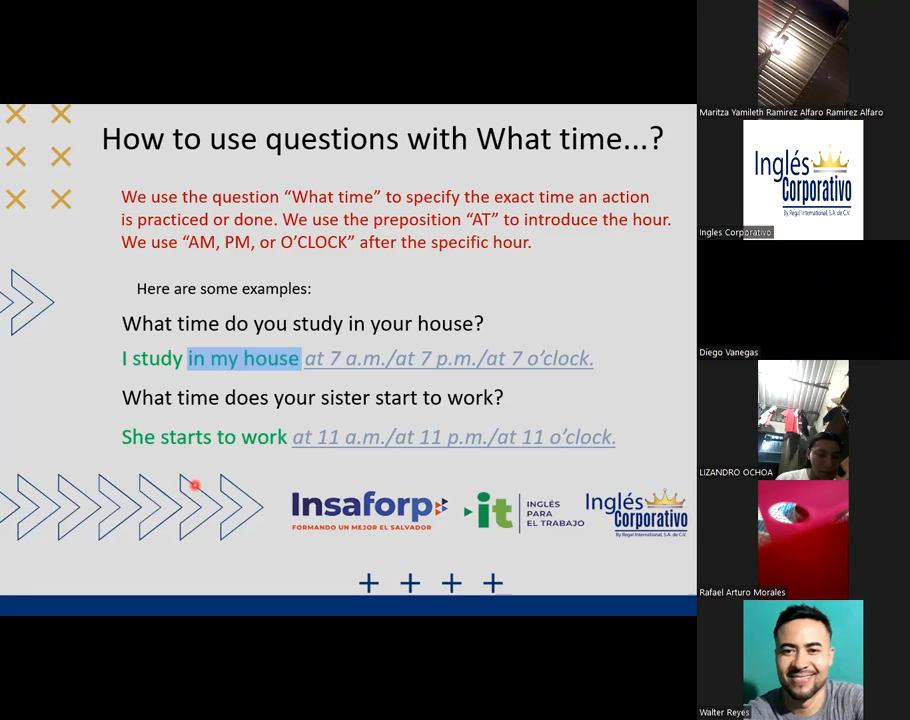 How to use questions with What time...?
We use the question “What time” to specify the exact time an action
is practiced or done. We use the preposition “AT” to introduce the hour.
We use “AM, PM, or O’CLOCK” after the specific hour.
Here are some examples:
What time do you study in your house?
I study in my house at 7 a.m./at 7 p.m./at 7 o’clock.
What time does your sister start to work?
She starts to work at 11 a.m./at 11 p.m./at 11 o’clock.
Insaforp
FORMANDO UN MEJOR EL SALVADOR
it
INGLÉS
PARA
EL TRABAJO
Inglés
Corporativo
By Regal International, S.A. de C.V.
Maritza Yamileth Ramirez Alfaro Ramirez Alfaro
Inglés
Corporativo
By Regal International, S.A. de C.V.
Ingles Corporativo
Diego Vanegas
LIZANDRO OCHOA
Rafael Arturo Morales
Walter Reyes